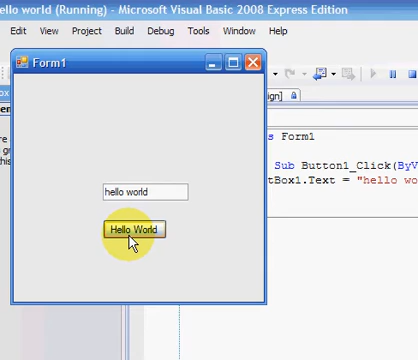 ello world (Running) - Microsoft Visual Basic 2008 Express Edition
Edit View Project Build Debug Tools Window Help
Form1
ign]
s Form1
Sub Button1_Click(ByV
tBox1.Text = "hello wo
hello world
Hello World